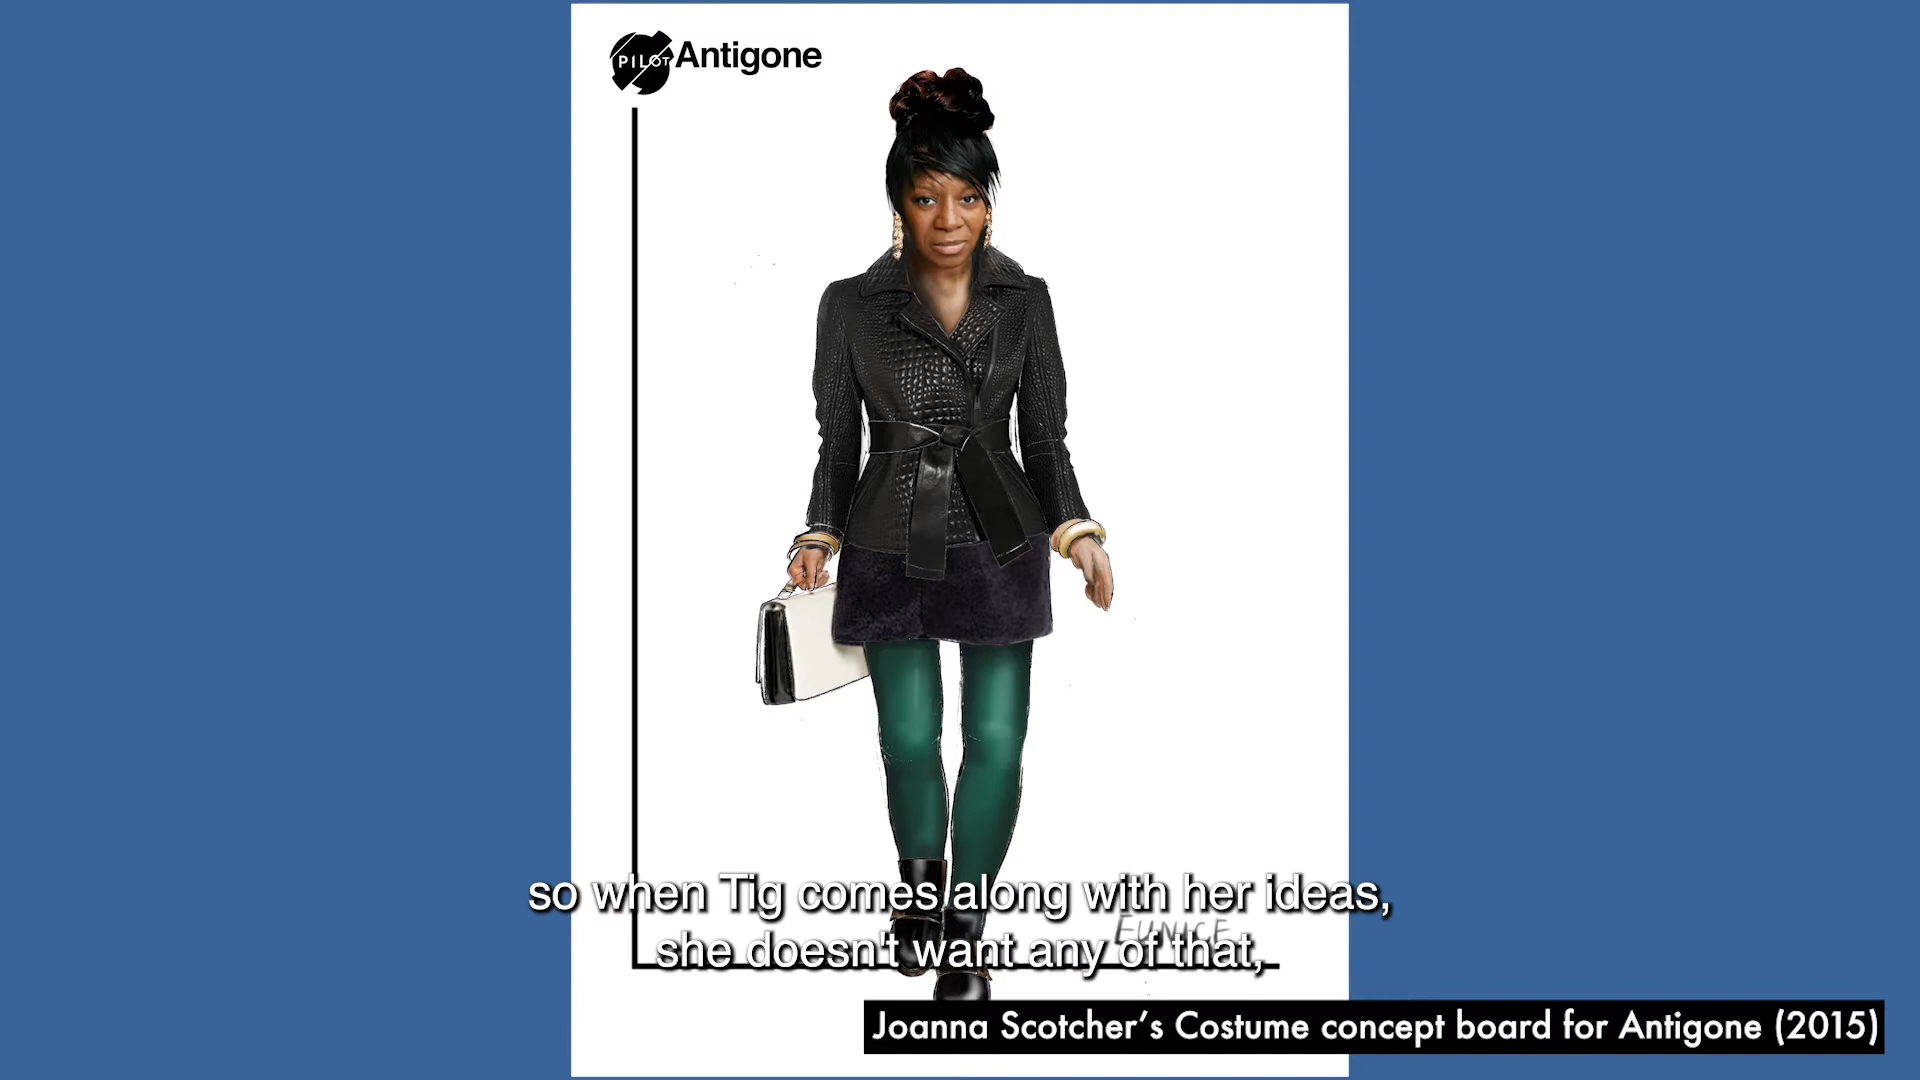 PILOT Antigone
so when Tig comes along with her ideas,
EUNICE
she doesn't want any of that,
Joanna Scotcher's Costume concept board for Antigone (2015)